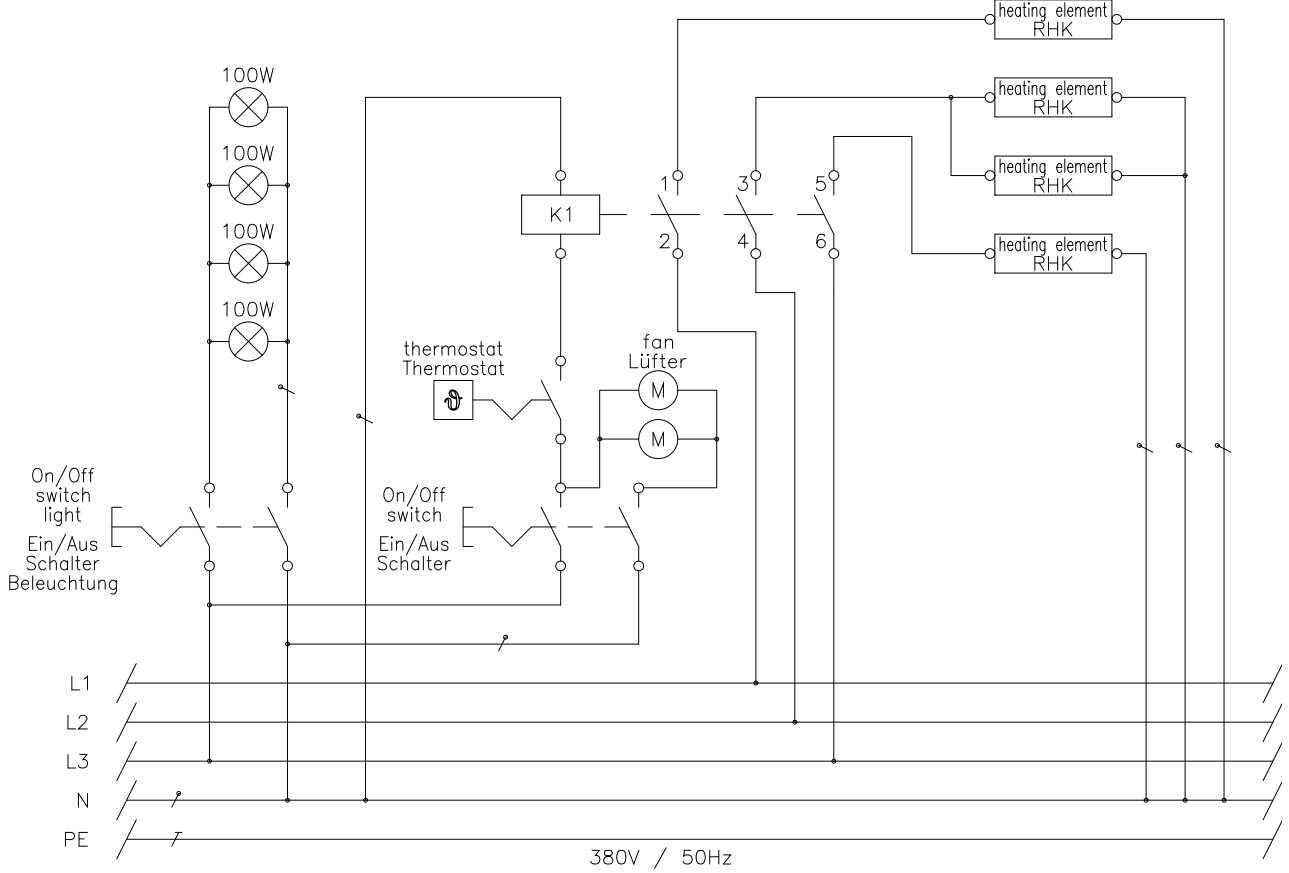 heating element
RHK
100W
heating element
RHK
100W
heating element
RHK
1
3
5
K1
100W
2
4
6
heating element
RHK
100W
thermostat
Thermostat
fan
Lüfter
ϑ
M
M
On/Off
switch
light
Ein/Aus
Schalter
Beleuchtung
On/Off
switch
Ein/Aus
Schalter
L1
L2
L3
N
PE
380V / 50Hz